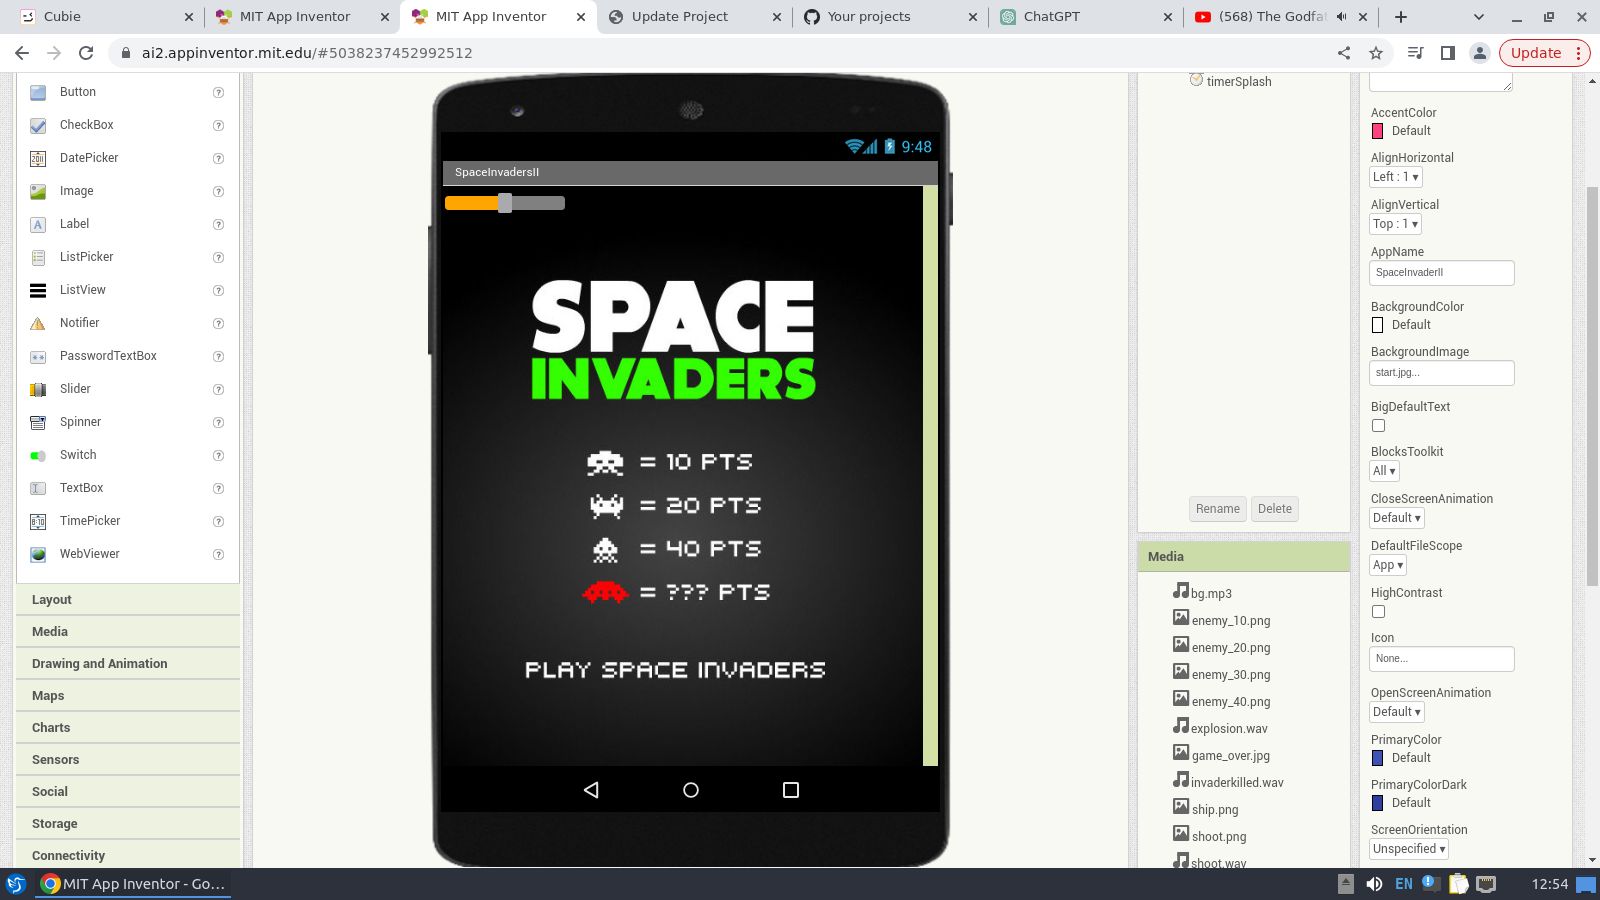 Cubie
MIT App Inventor
MIT App Inventor
Update Project
Your projects
ChatGPT
(568) The Godfa
ai2.appinventor.mit.edu/#5038237452992512
Update
Button
CheckBox
DatePicker
Image
Label
ListPicker
ListView
Notifier
PasswordTextBox
Slider
Spinner
Switch
TextBox
TimePicker
WebViewer
Layout
Media
Drawing and Animation
Maps
Charts
Sensors
Social
Storage
Connectivity
9:48
SpaceInvadersII
SPACE
INVADERS
= 10 PTS
= 20 PTS
= 40 PTS
= ??? PTS
PLAY SPACE INVADERS
timerSplash
Rename
Delete
Media
bg.mp3
enemy_10.png
enemy_20.png
enemy_30.png
enemy_40.png
explosion.wav
game_over.jpg
invaderkilled.wav
ship.png
shoot.png
shoot.wav
AccentColor
Default
AlignHorizontal
Left : 1 ▾
AlignVertical
Top : 1 ▾
AppName
SpaceInvaderII
BackgroundColor
Default
BackgroundImage
start.jpg...
BigDefaultText
BlocksToolkit
All ▾
CloseScreenAnimation
Default ▾
DefaultFileScope
App ▾
HighContrast
Icon
None...
OpenScreenAnimation
Default ▾
PrimaryColor
Default
PrimaryColorDark
Default
ScreenOrientation
Unspecified ▾
MIT App Inventor - Go...
EN
12:54